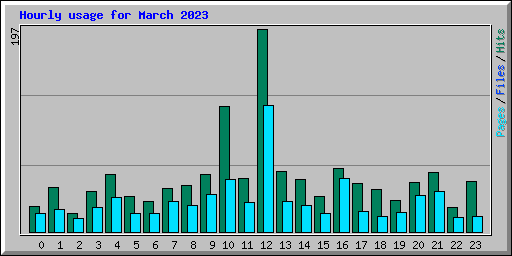 Hourly usage for March 2023
197
Pages/Files/Hits
0 1 2 3 4 5 6 7 8 9 10 11 12 13 14 15 16 17 18 19 20 21 22 23